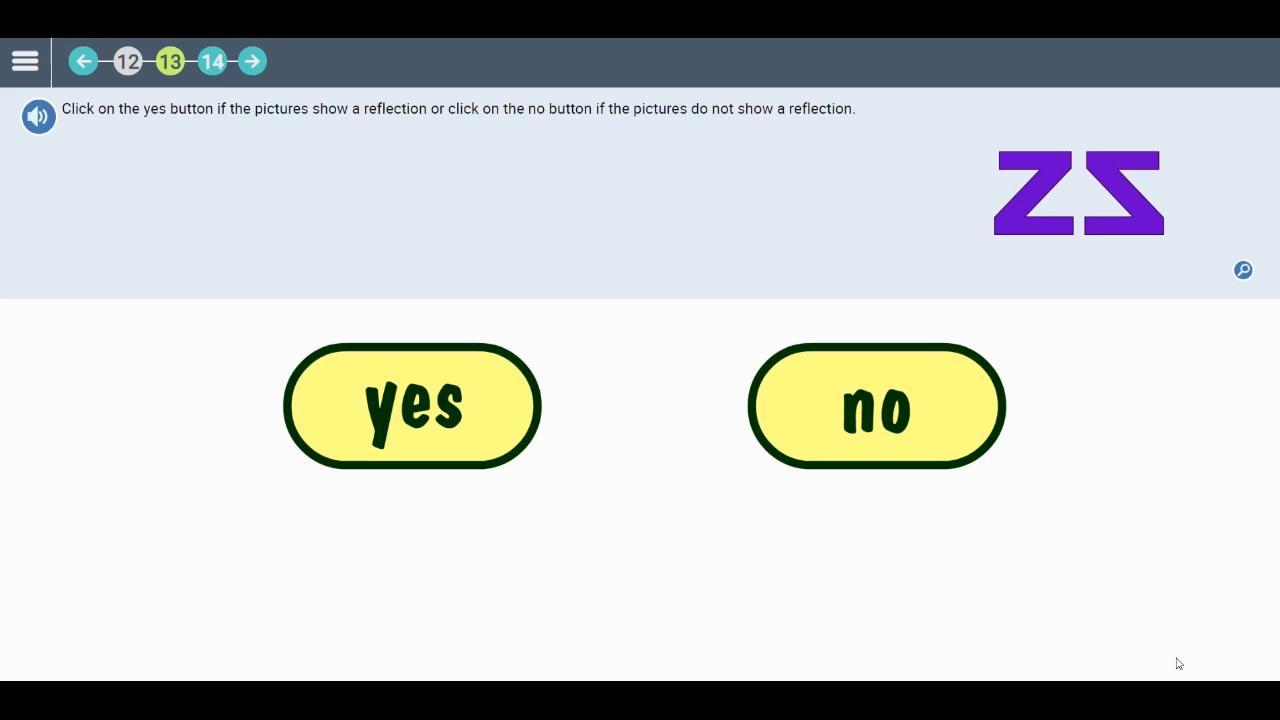 12 13 14
Click on the yes button if the pictures show a reflection or click on the no button if the pictures do not show a reflection.
yes no